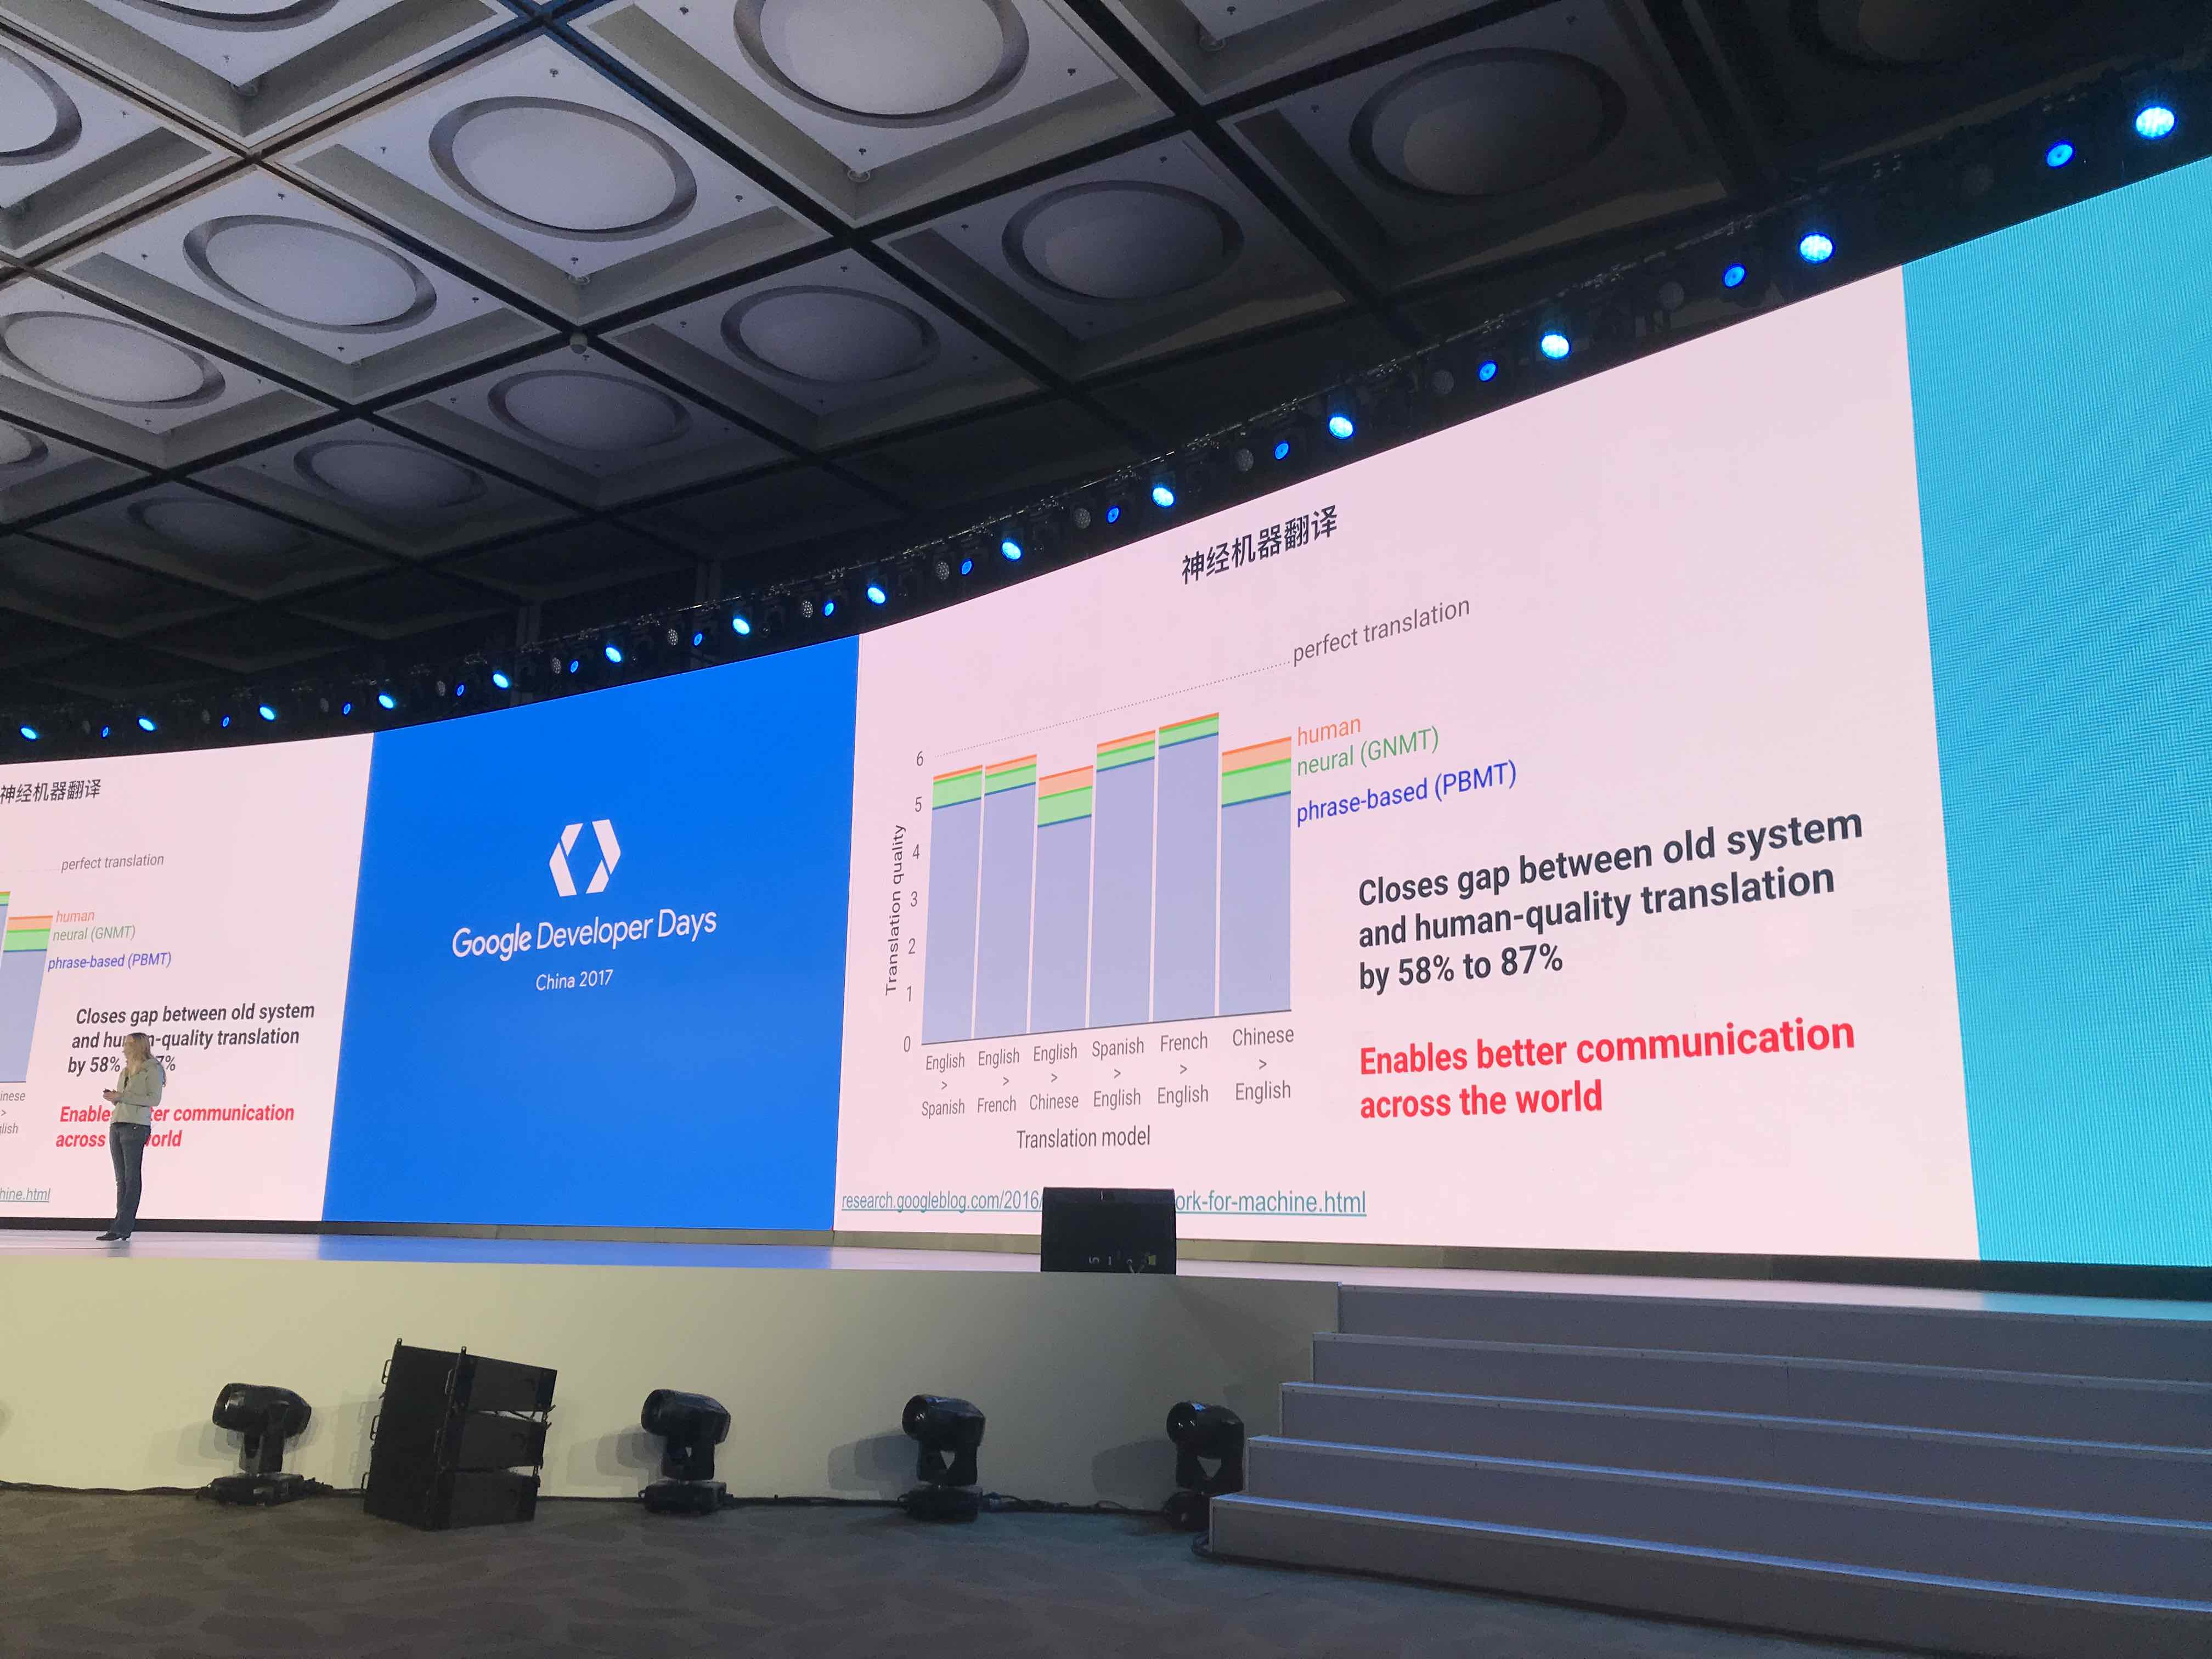 神经机器翻译
perfect translation
human
neural (GNMT)
phrase-based (PBMT)
Closes gap between old system
and human-quality translation
by 58%
Enables better communication
across world
hine.html
Google Developer Days
China 2017
神经机器翻译
perfect translation
human
neural (GNMT)
phrase-based (PBMT)
6
5
4
3
2
1
0
Translation quality
English > Spanish
English > French
English > Chinese
Spanish > English
French > English
Chinese > English
Translation model
Closes gap between old system
and human-quality translation
by 58% to 87%
Enables better communication
across the world
research.googleblog.com/2016/ ork-for-machine.html